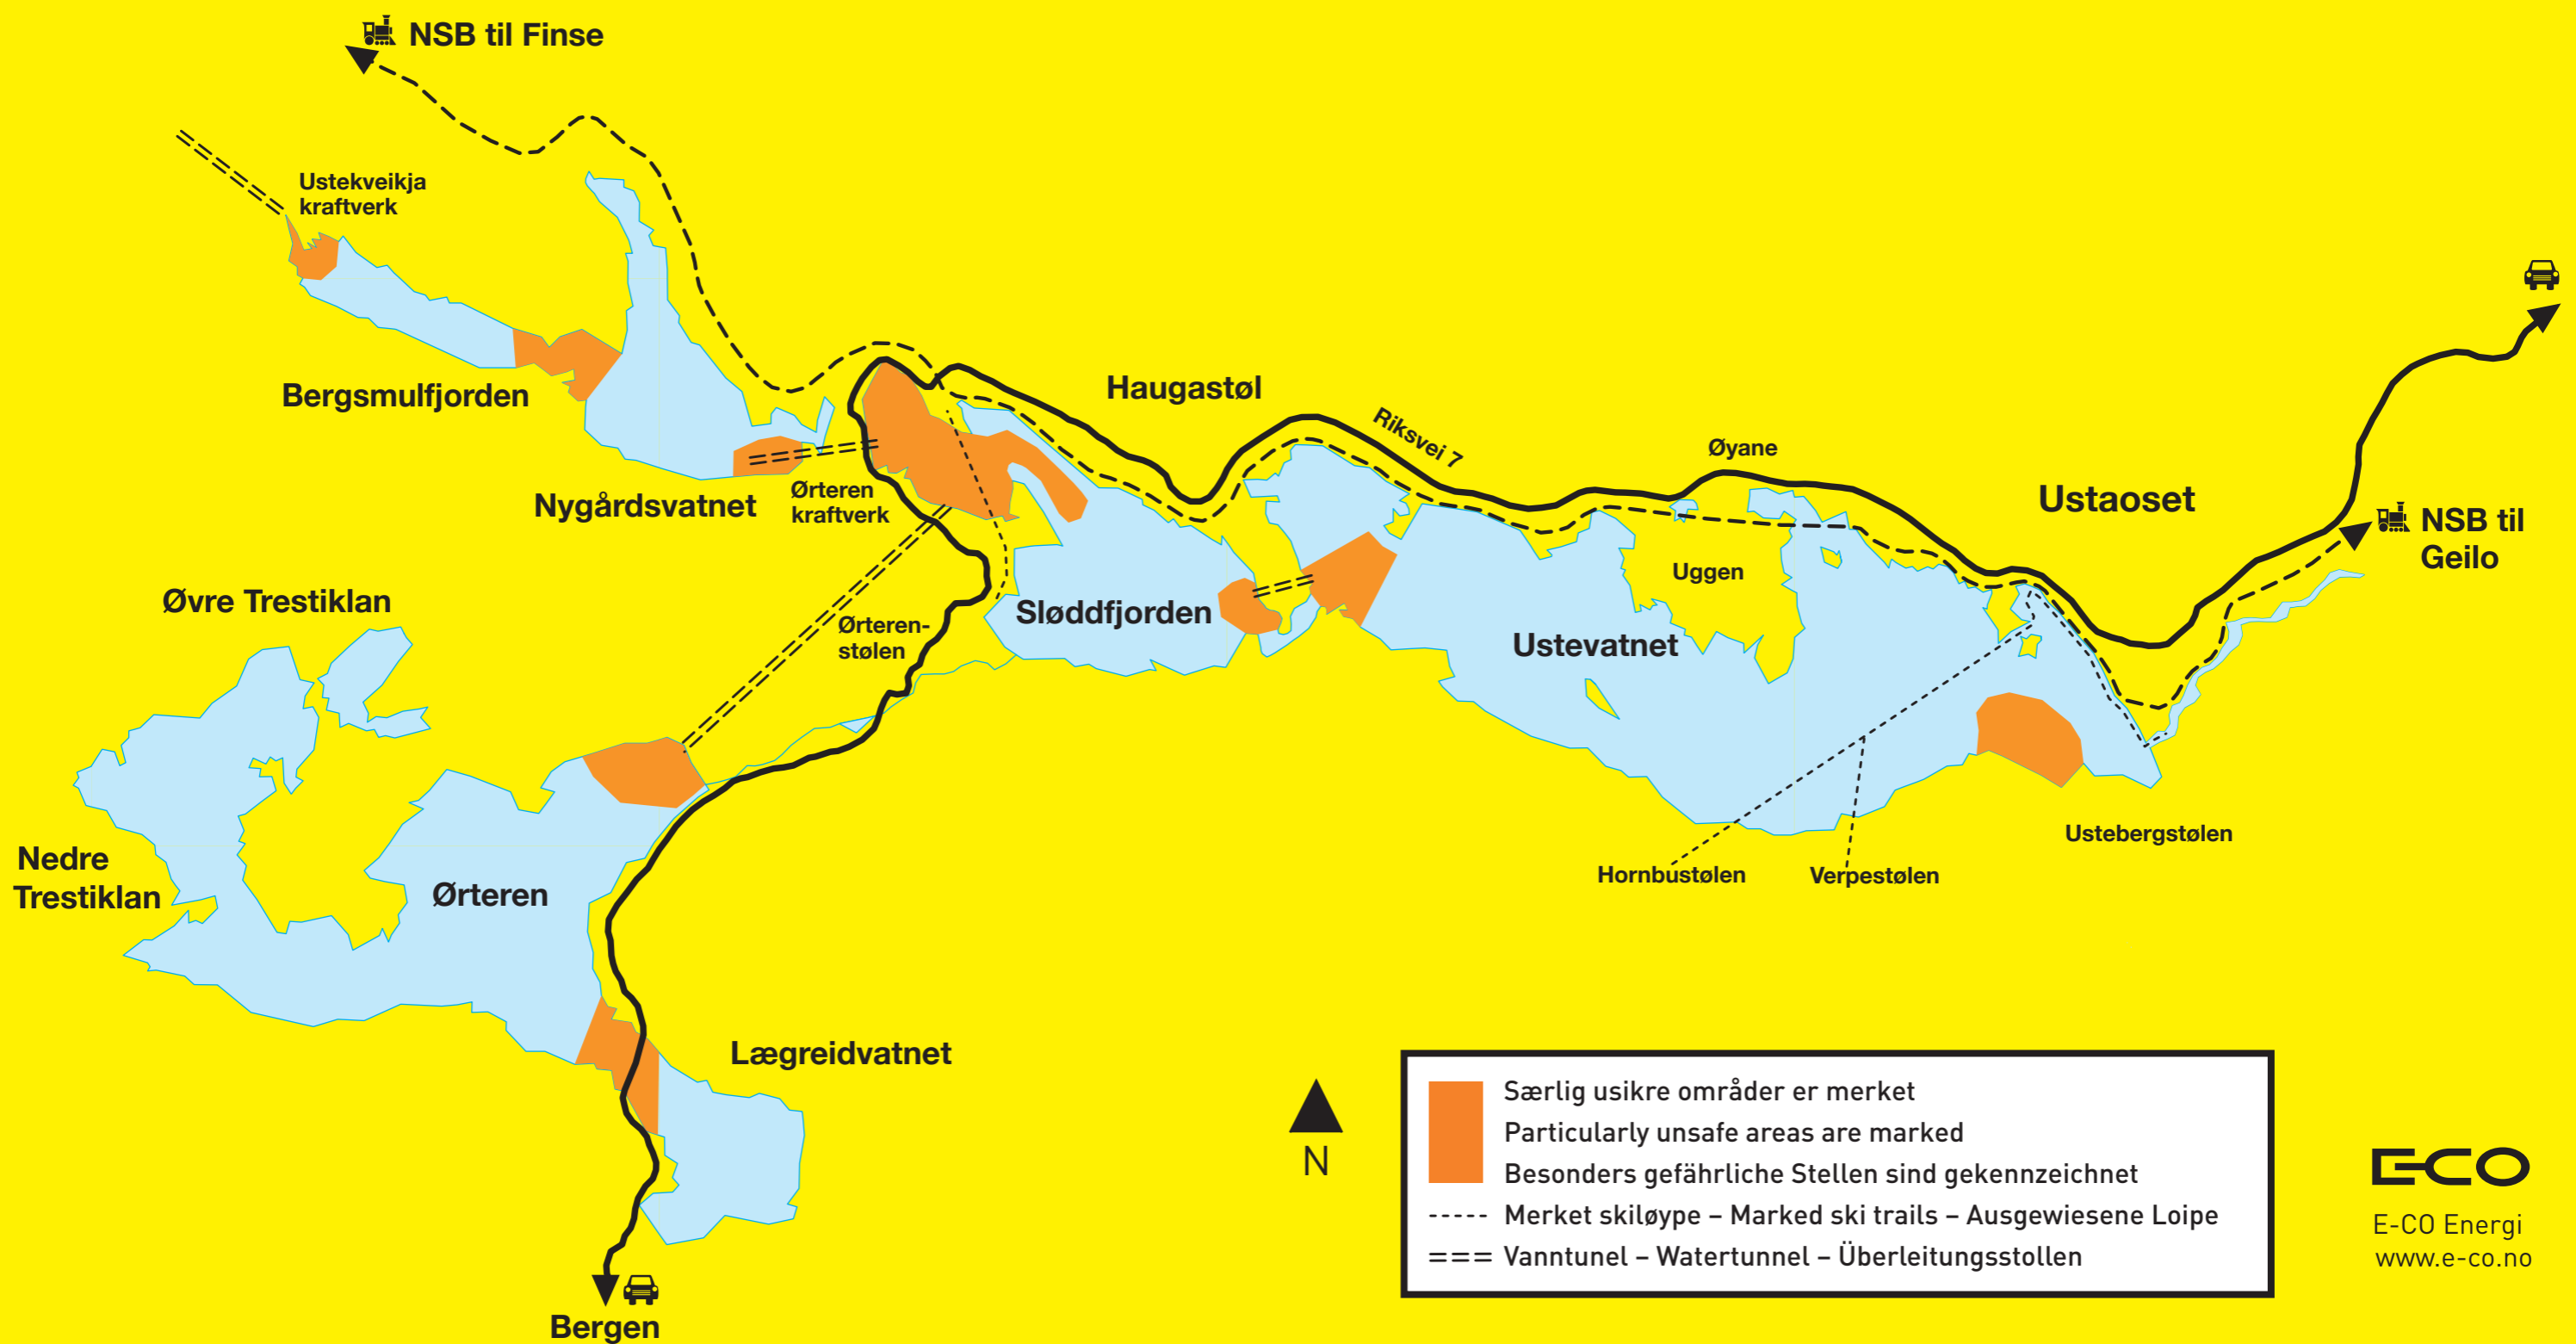 NSB til Finse
Ustekveikja
kraftverk
Bergsmulfjorden
Haugastøl
Riksvei 7
Øyane
Nygårdsvatnet
Ørteren
kraftverk
Ustaoset
NSB til
Geilo
Uggen
Øvre Trestiklan
Ørteren-
stølen
Sløddfjorden
Ustevatnet
Nedre
Trestiklan
Ørteren
Hornbustølen
Verpestølen
Ustebergstølen
Lægreidvatnet
Bergen
N
Særlig usikre områder er merket
Particularly unsafe areas are marked
Besonders gefährliche Stellen sind gekennzeichnet
Merket skiløype – Marked ski trails – Ausgewiesene Loipe
Vanntunel – Watertunnel – Überleitungsstollen
E-CO
E-CO Energi
www.e-co.no